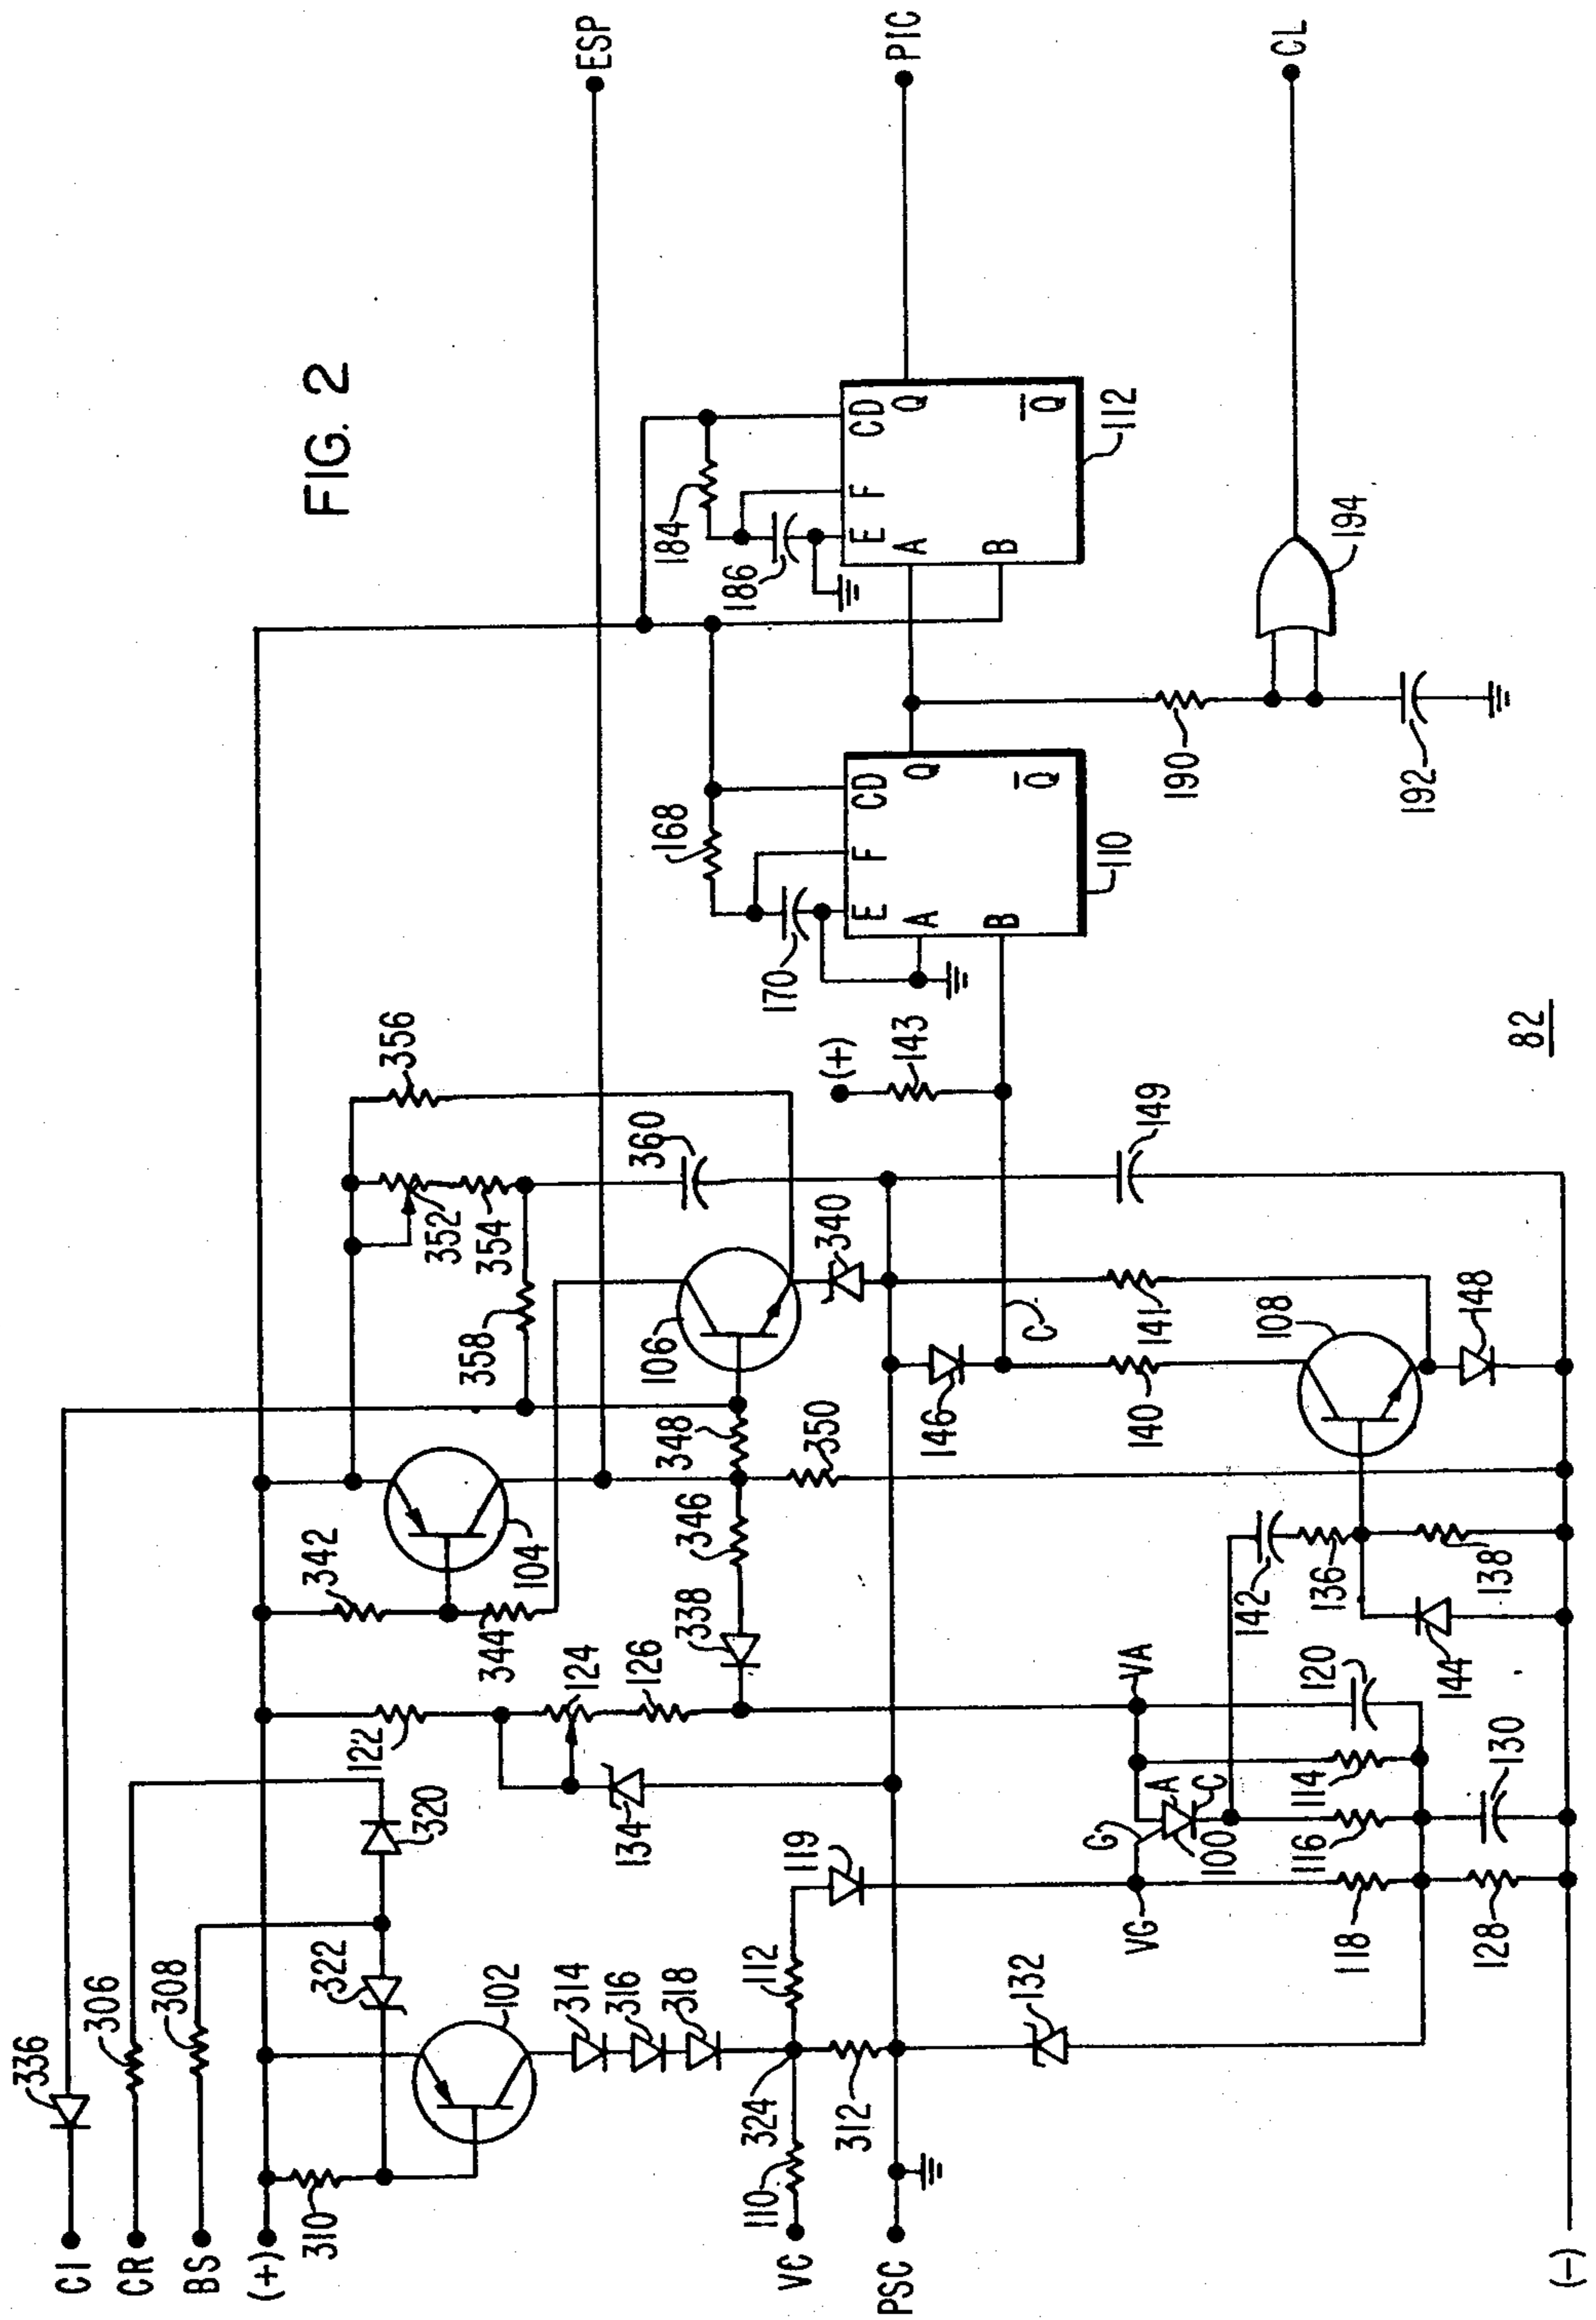 FIG. 2
CI
CR
BS
(+)
VC
PSC
(-)
ESP
PIC
CL
336
306
308
310
322
320
102
314
316
318
324
110
112
312
119
132
134
122
124
126
342
344
104
338
346
348
350
358
352
354
356
360
106
340
146
C
140
141
149
108
148
142
136
138
144
VA
VG
G
A
C
100
114
116
118
120
128
130
(+)
143
168
170
E
F
CD
A
Q
B
Q̅
110
184
186
E
F
CD
A
Q
B
Q̅
112
190
192
194
82